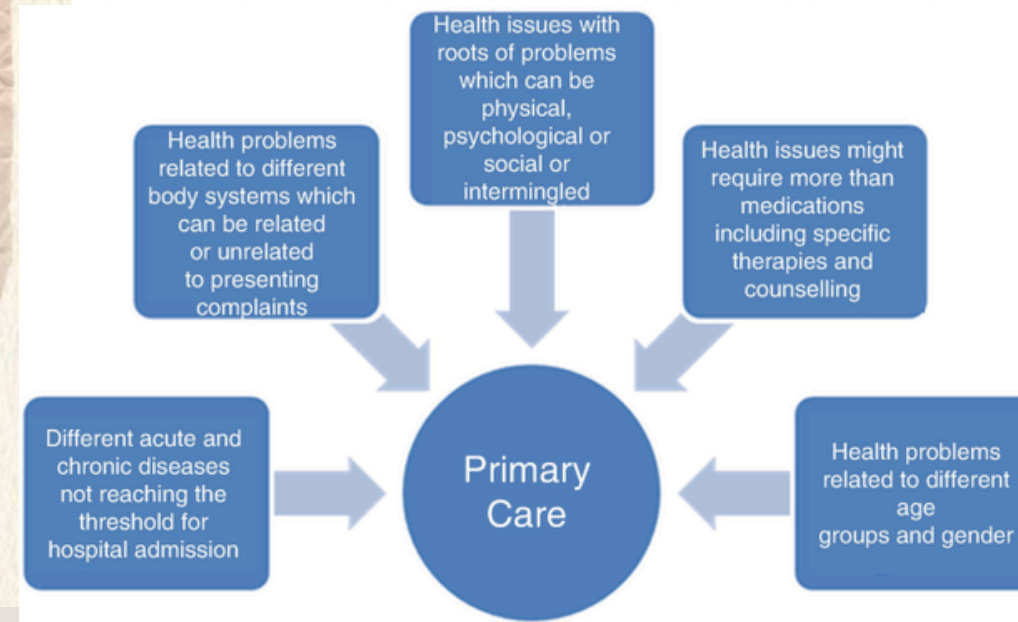 Health issues with
roots of problems
which can be
physical,
psychological or
social or
intermingled
Health problems
related to different
body systems which
can be related
or unrelated
to presenting
complaints
Health issues might
require more than
medications
including specific
therapies and
counselling
Different acute and
chronic diseases
not reaching the
threshold for
hospital admission
Primary
Care
Health problems
related to different
age
groups and gender